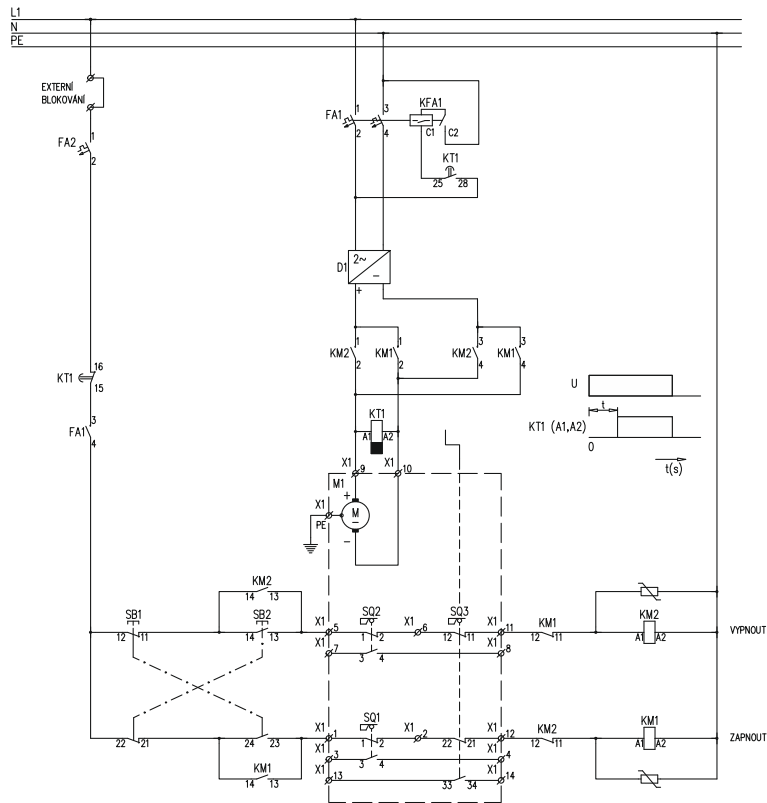 L1
N
PE
EXTERNÍ
BLOKOVÁNÍ
FA2
1
2
FA1
1
2
3
4
KFA1
C1
C2
KT1
25
28
D1
2~
–
+
KM2
1
2
KM1
1
2
KM2
3
4
KM1
3
4
KT1
16
15
FA1
3
4
KT1
A1
A2
U
t
KT1 (A1,A2)
0
t(s)
X1
9
X1
10
M1
+
M
–
–
X1
PE
KM2
14 13
SB1
12 11
SB2
14 13
X1
5
SQ2
1 2
X1
6
SQ3
12 11
X1
11
KM1
12 11
KM2
A1 A2
VYPNOUT
X1
7
3 4
X1
8
22 21
24 23
X1
1
SQ1
1 2
X1
2
22 21
X1
12
KM2
12 11
KM1
A1 A2
ZAPNOUT
KM1
14 13
X1
3
3 4
X1
4
X1
13
33 34
X1
14